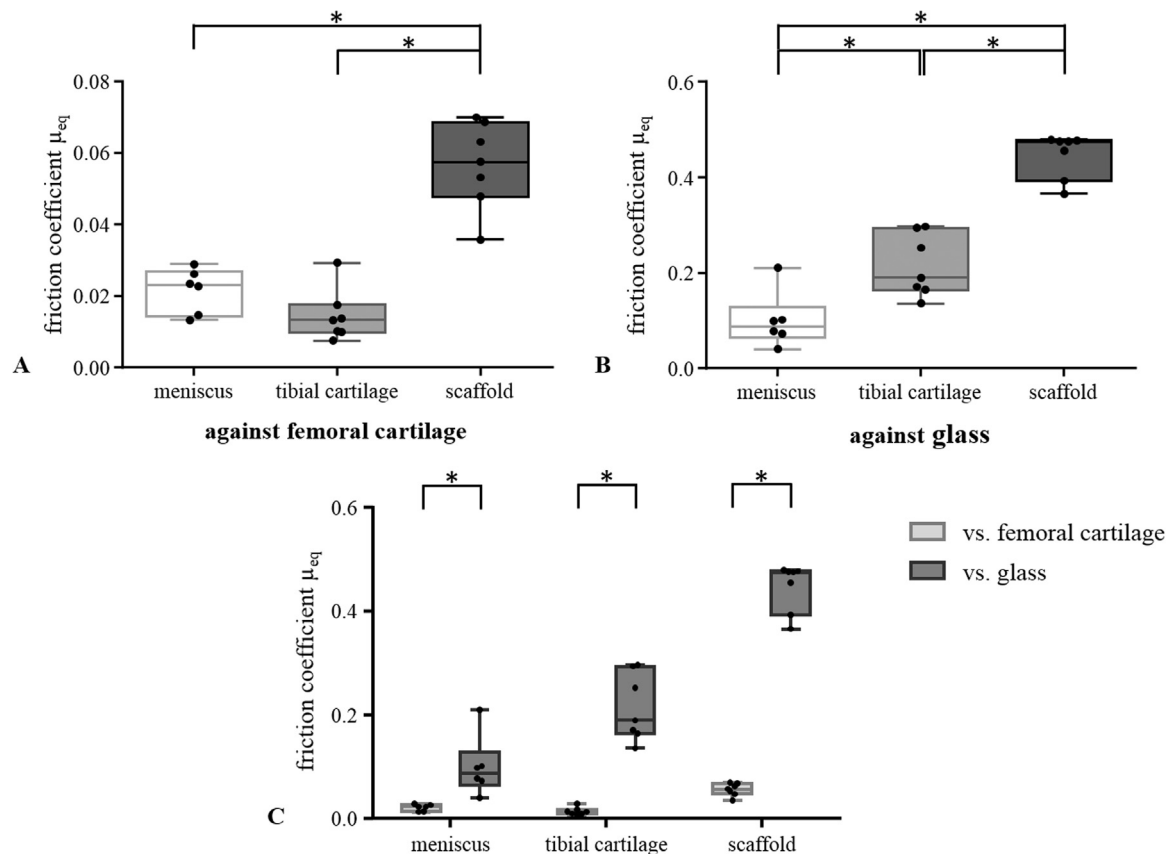 *
*
friction coefficient μeq
0.08
0.06
0.04
0.02
0.00
meniscus tibial cartilage scaffold
against femoral cartilage
A
*
* *
friction coefficient μeq
0.6
0.4
0.2
0.0
meniscus tibial cartilage scaffold
against glass
B
* * *
friction coefficient μeq
0.6
0.4
0.2
0.0
meniscus tibial cartilage scaffold
C
vs. femoral cartilage
vs. glass